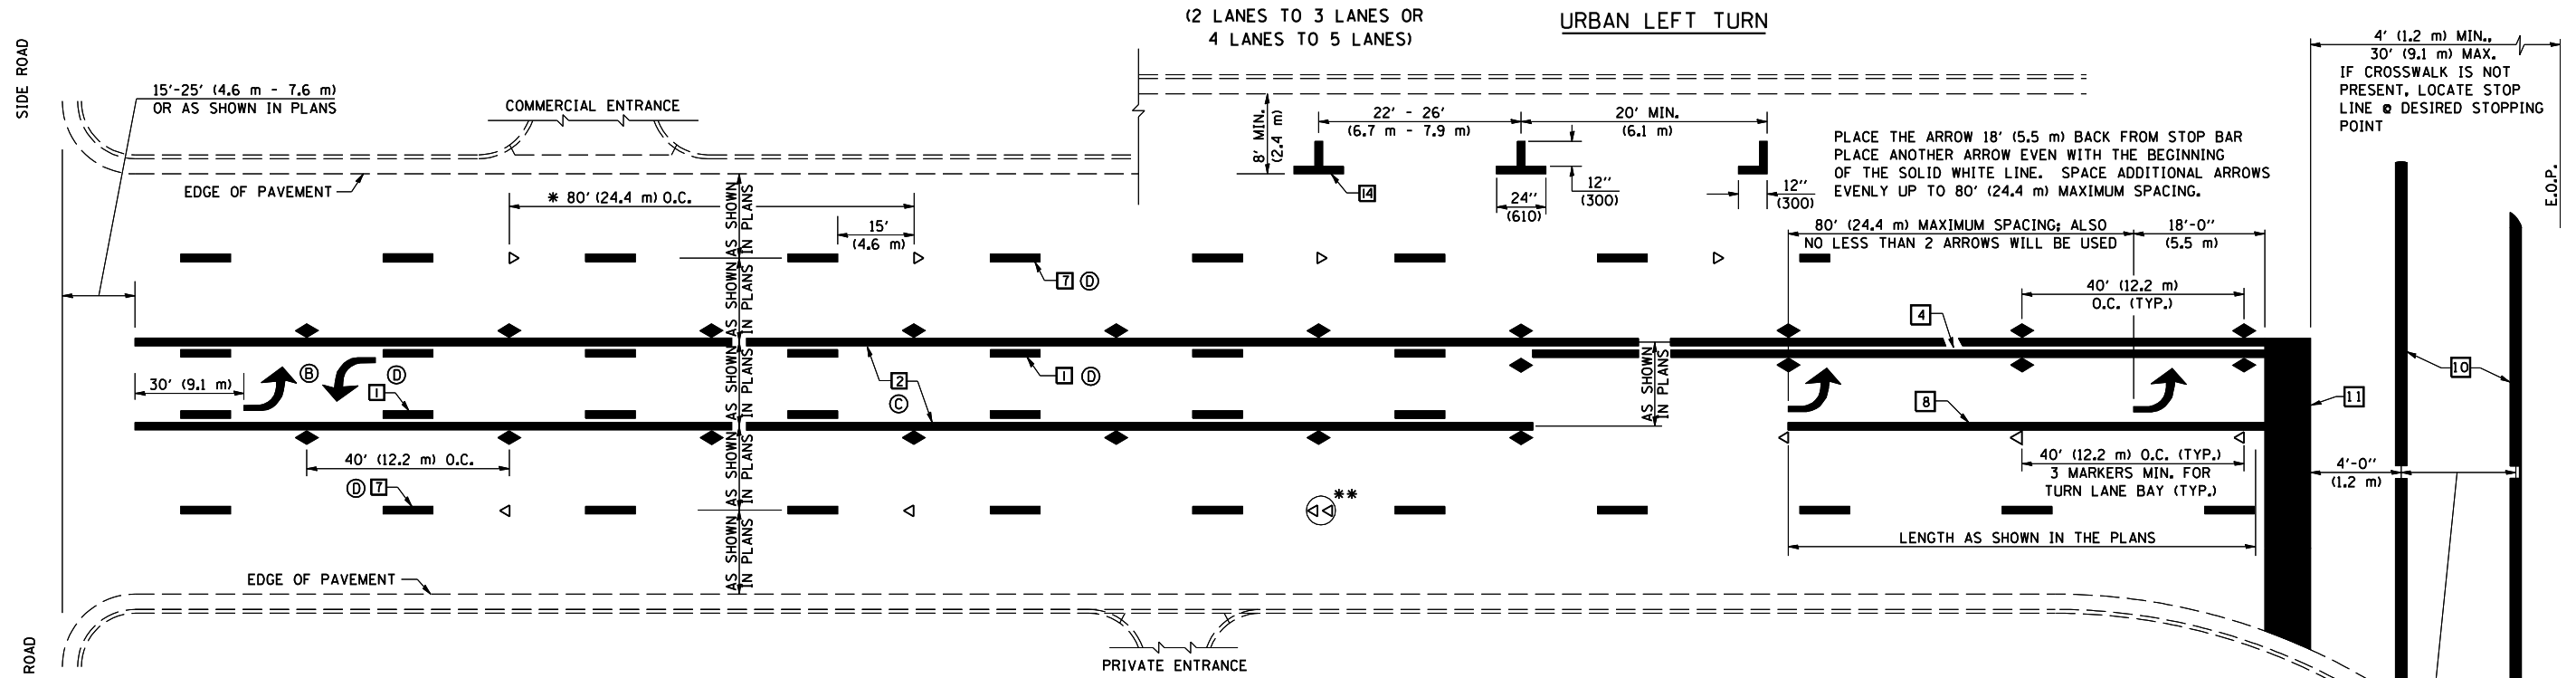 (2 LANES TO 3 LANES OR
4 LANES TO 5 LANES)
URBAN LEFT TURN
4' (1.2 m) MIN.,
30' (9.1 m) MAX.
IF CROSSWALK IS NOT
PRESENT, LOCATE STOP
LINE @ DESIRED STOPPING
POINT
E.O.P.
SIDE ROAD
15'-25' (4.6 m - 7.6 m)
OR AS SHOWN IN PLANS
COMMERCIAL ENTRANCE
EDGE OF PAVEMENT
* 80' (24.4 m) O.C.
15'
(4.6 m)
AS SHOWN
IN PLANS
AS SHOWN
IN PLANS
AS SHOWN
IN PLANS
AS SHOWN
IN PLANS
AS SHOWN
IN PLANS
8' MIN.
(2.4 m)
22' - 26'
(6.7 m - 7.9 m)
20' MIN.
(6.1 m)
14
24"
(610)
12"
(300)
12"
(300)
PLACE THE ARROW 18' (5.5 m) BACK FROM STOP BAR
PLACE ANOTHER ARROW EVEN WITH THE BEGINNING
OF THE SOLID WHITE LINE. SPACE ADDITIONAL ARROWS
EVENLY UP TO 80' (24.4 m) MAXIMUM SPACING.
80' (24.4 m) MAXIMUM SPACING; ALSO
NO LESS THAN 2 ARROWS WILL BE USED
18'-0"
(5.5 m)
7 D
40' (12.2 m)
O.C. (TYP.)
4
30' (9.1 m)
B
D
1
2
C
1 D
AS SHOWN
IN PLANS
8
10
11
40' (12.2 m) O.C.
D 7
**
40' (12.2 m) O.C. (TYP.)
3 MARKERS MIN. FOR
TURN LANE BAY (TYP.)
4'-0"
(1.2 m)
LENGTH AS SHOWN IN THE PLANS
EDGE OF PAVEMENT
PRIVATE ENTRANCE
ROAD